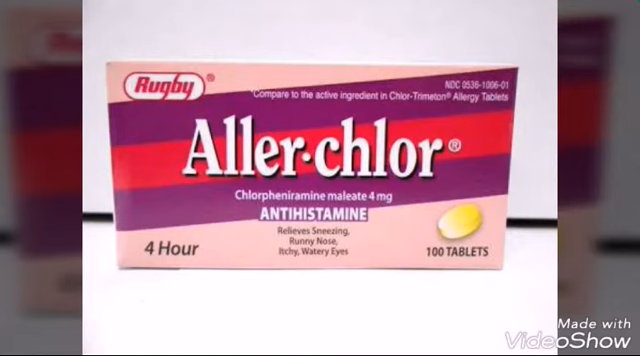 Rugby®
NDC 0536-1006-01
*Compare to the active ingredient in Chlor-Trimeton® Allergy Tablets
Aller·chlor®
Chlorpheniramine maleate 4 mg
ANTIHISTAMINE
Relieves Sneezing,
Runny Nose,
Itchy, Watery Eyes
4 Hour
100 TABLETS
Made with
VideoShow